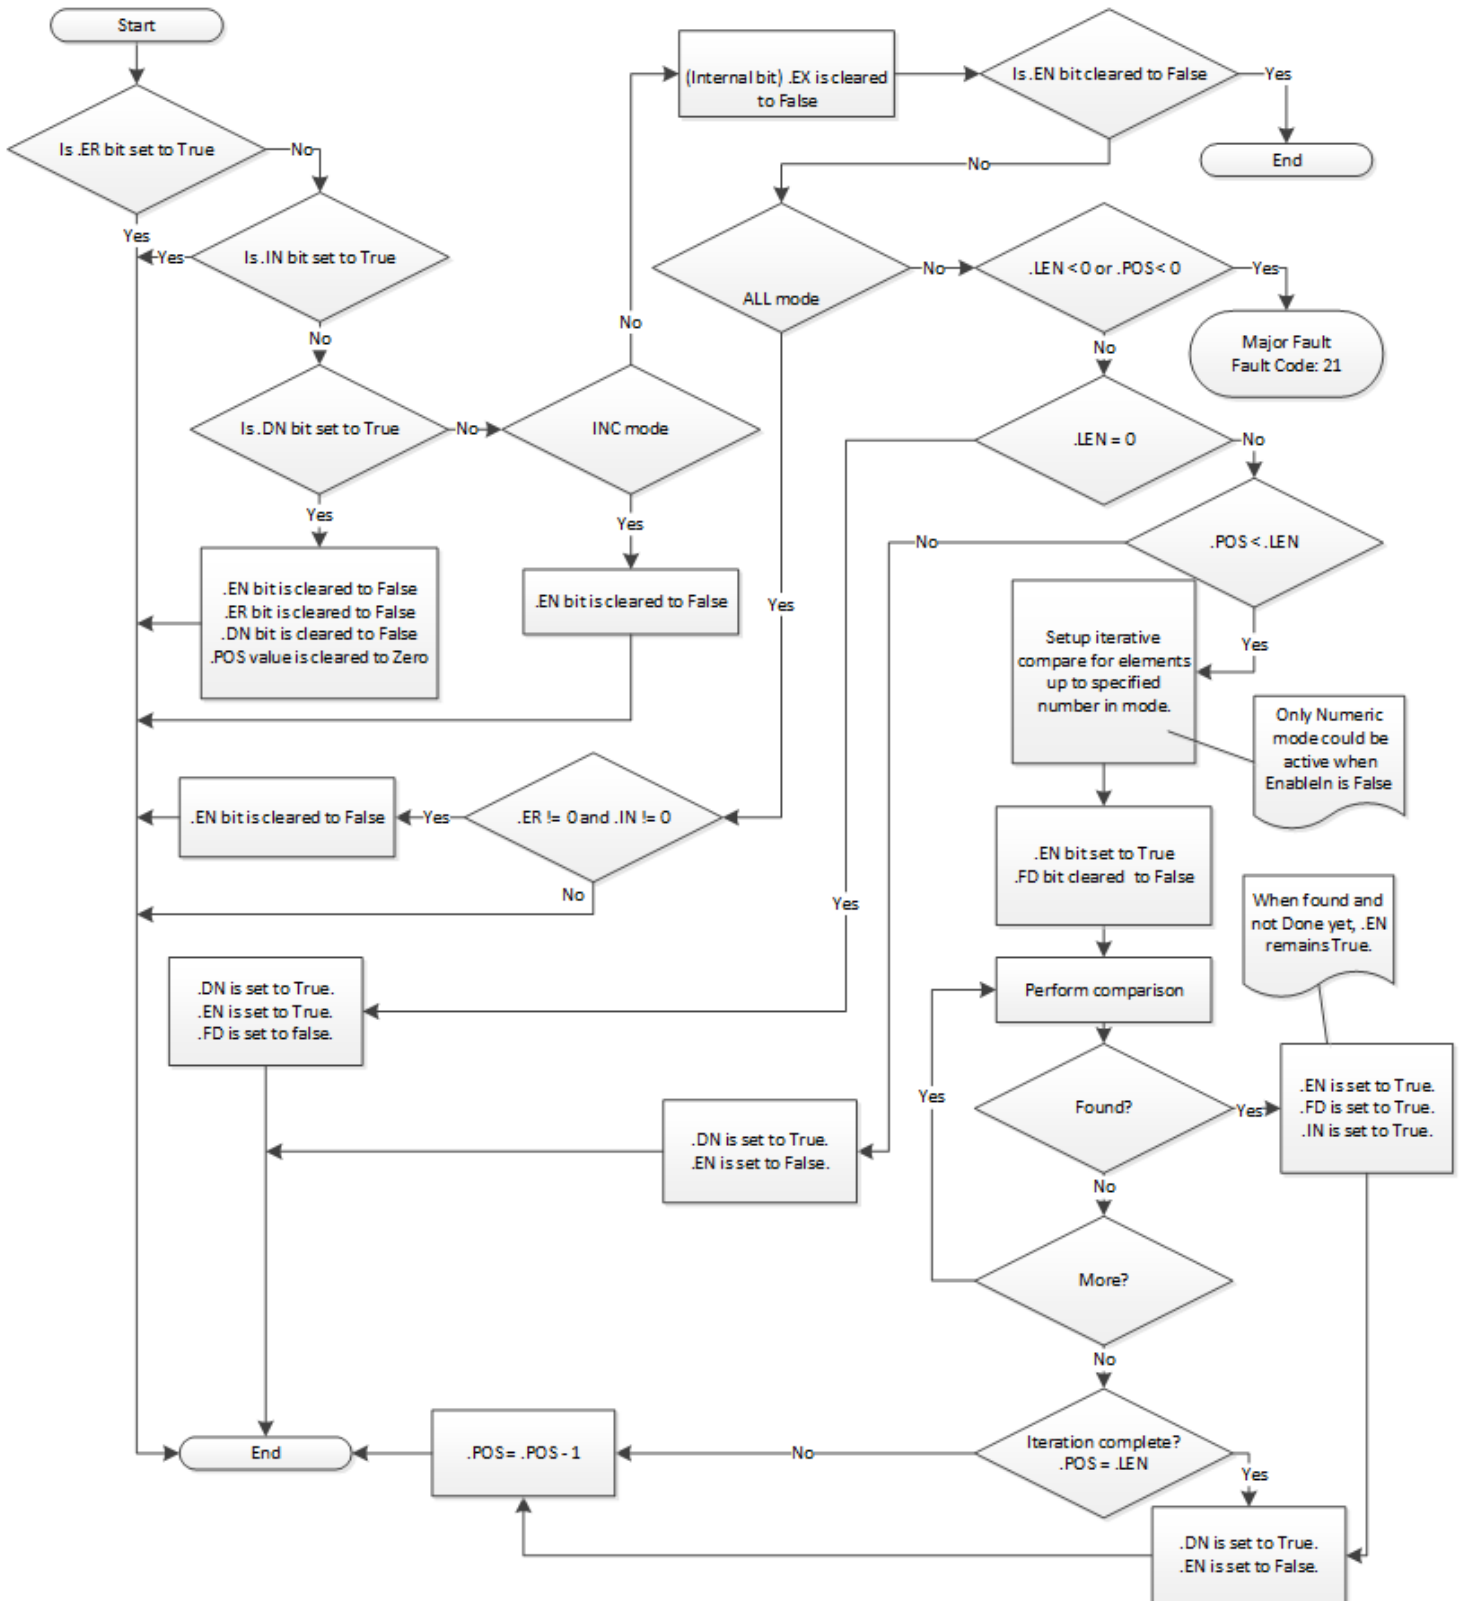 Start
Is .ER bit set to True
No
Yes
Is .IN bit set to True
Yes
No
Is .DN bit set to True
No
Yes
.EN bit is cleared to False
.ER bit is cleared to False
.DN bit is cleared to False
.POS value is cleared to Zero
INC mode
No
Yes
.EN bit is cleared to False
(Internal bit) .EX is cleared
to False
Is .EN bit cleared to False
Yes
End
No
ALL mode
No
Yes
.ER != 0 and .IN != 0
Yes
.EN bit is cleared to False
No
.LEN < 0 or .POS < 0
Yes
Major Fault
Fault Code: 21
No
.LEN = 0
No
Yes
.DN is set to True.
.EN is set to True.
.FD is set to false.
.POS < .LEN
No
.DN is set to True.
.EN is set to False.
Yes
Setup iterative
compare for elements
up to specified
number in mode.
Only Numeric
mode could be
active when
EnableIn is False
.EN bit set to True
.FD bit cleared to False
When found and
not Done yet, .EN
remains True.
Perform comparison
Found?
Yes
.EN is set to True.
.FD is set to True.
.IN is set to True.
No
More?
Yes
No
Iteration complete?
.POS = .LEN
No
.POS = .POS - 1
End
Yes
.DN is set to True.
.EN is set to False.